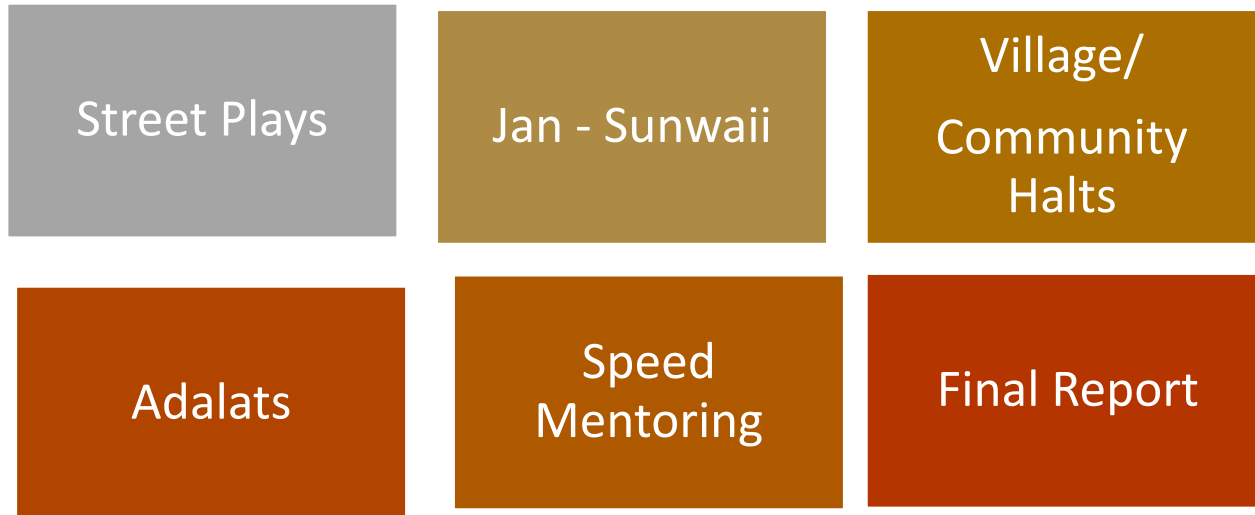 Street Plays
Jan - Sunwaii
Village/
Community
Halts
Adalats
Speed
Mentoring
Final Report